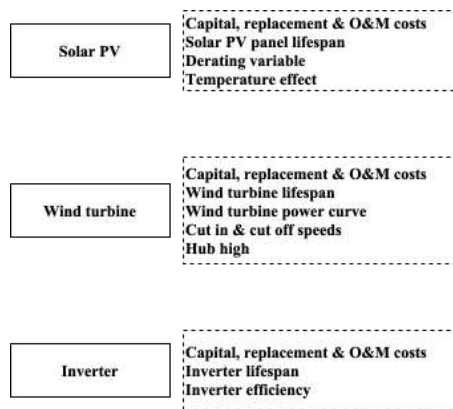 Solar PV
Capital, replacement & O&M costs
Solar PV panel lifespan
Derating variable
Temperature effect
Wind turbine
Capital, replacement & O&M costs
Wind turbine lifespan
Wind turbine power curve
Cut in & cut off speeds
Hub high
Inverter
Capital, replacement & O&M costs
Inverter lifespan
Inverter efficiency